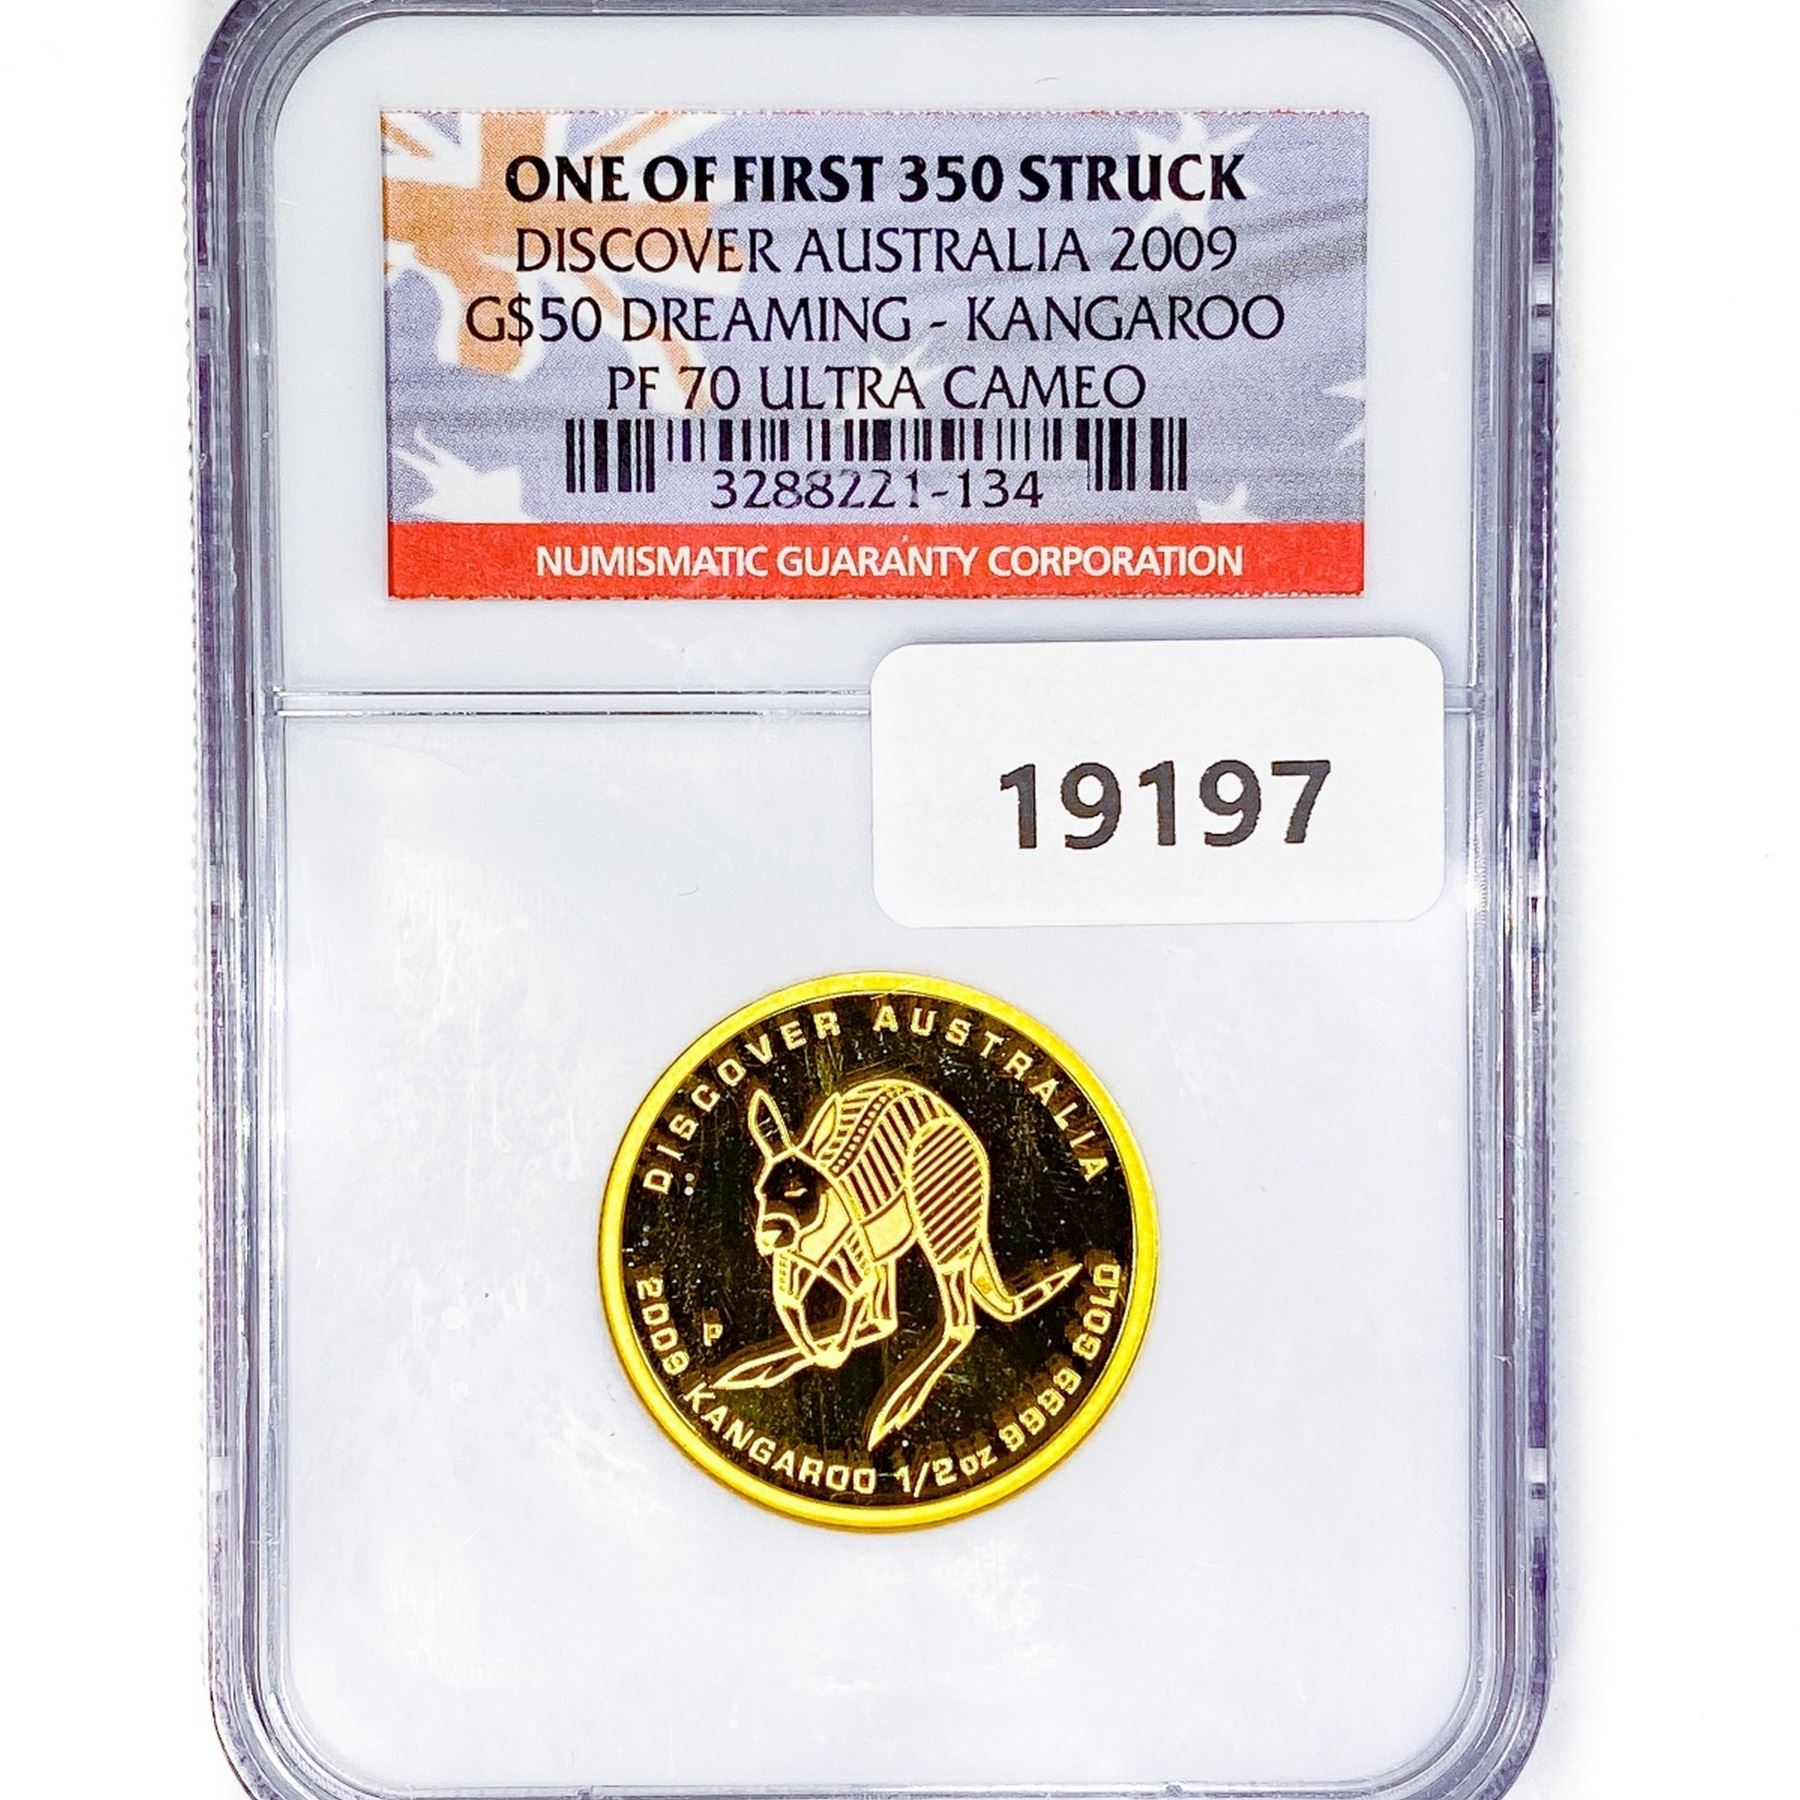 ONE OF FIRST 350 STRUCK
DISCOVER AUSTRALIA 2009
G$50 DREAMING - KANGAROO
PF 70 ULTRA CAMEO
3288221-134
NUMISMATIC GUARANTY CORPORATION
19197
DISCOVER AUSTRALIA
P
2009 KANGAROO 1/2oz 9999 GOLD